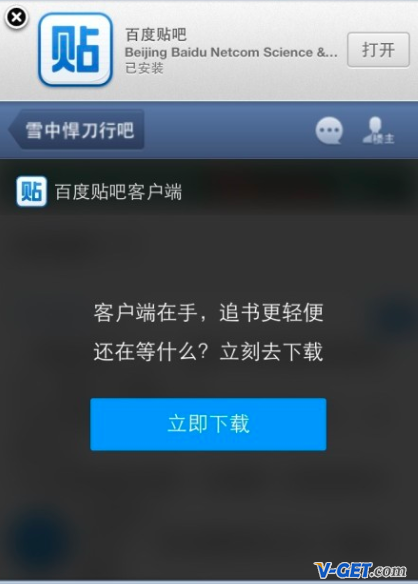 贴
百度贴吧
Beijing Baidu Netcom Science &...
已安装
打开
雪中悍刀行吧
楼主
贴
百度贴吧客户端
客户端在手，追书更轻便
还在等什么？立刻去下载
立即下载
V-GET.com